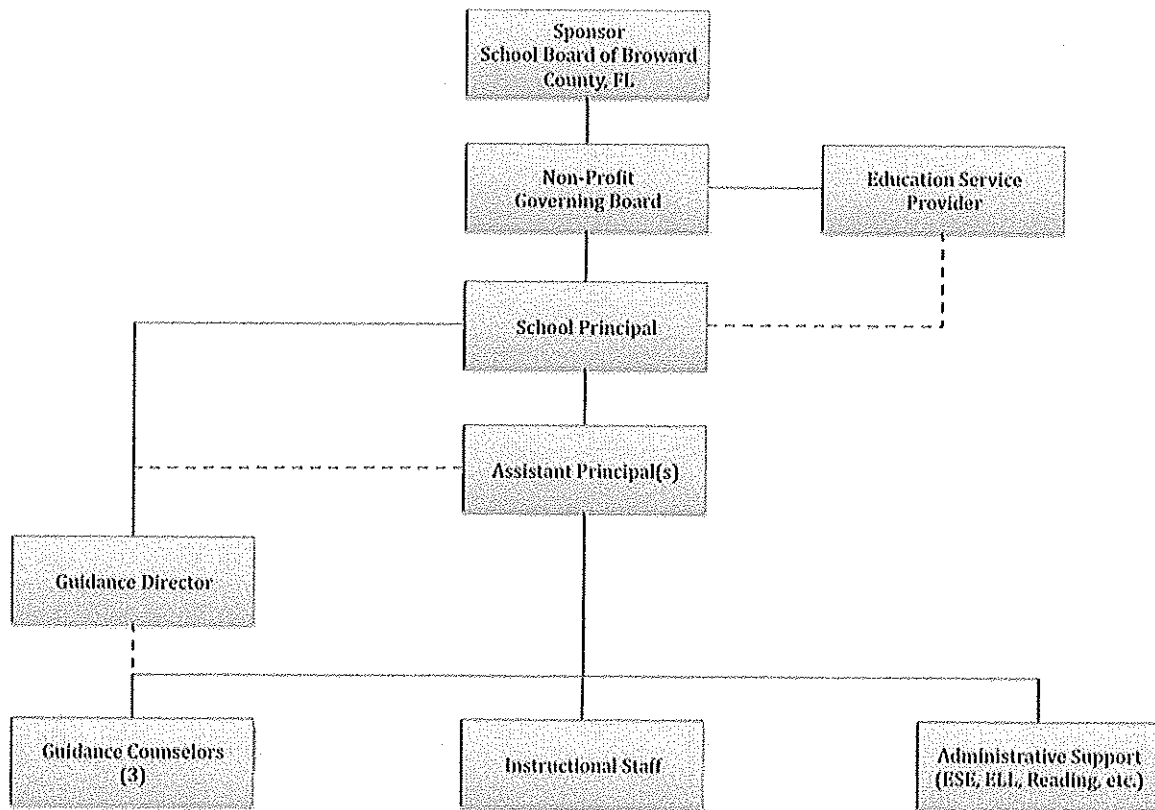 Sponsor
School Board of Broward
County, FL
Non-Profit
Governing Board
Education Service
Provider
School Principal
Assistant Principal(s)
Guidance Director
Guidance Counselors
(3)
Instructional Staff
Administrative Support
(ESE, ELL, Reading, etc.)